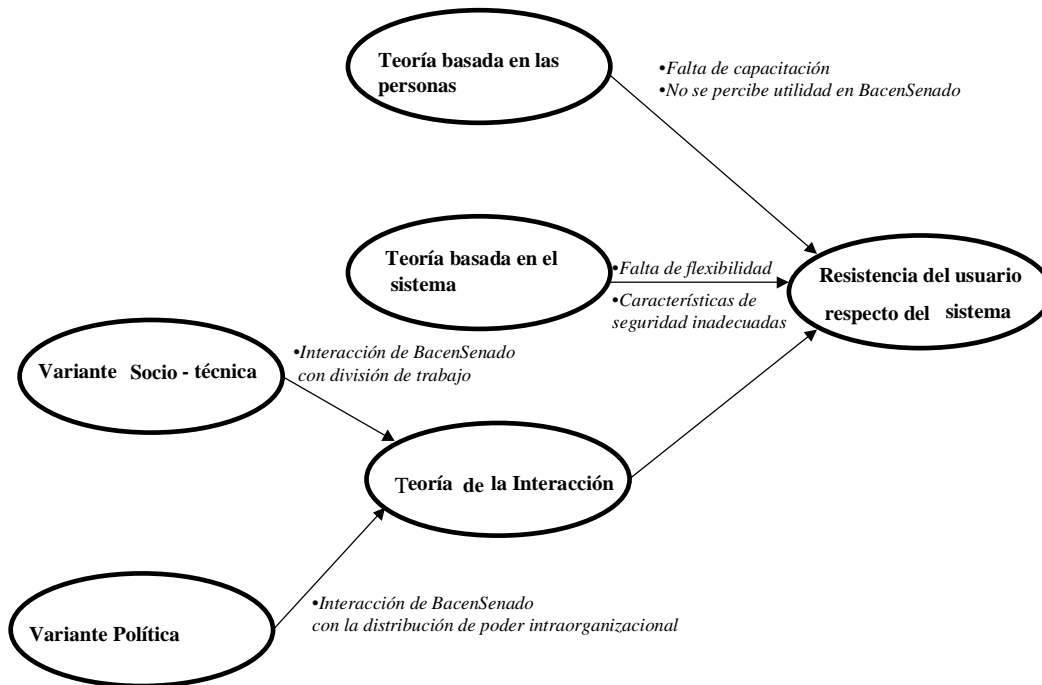 Teoría basada en las
personas
•Falta de capacitación
•No se percibe utilidad en BacenSenado
Teoría basada en el
sistema
•Falta de flexibilidad
•Características de
seguridad inadecuadas
Resistencia del usuario
respecto del sistema
Variante Socio - técnica
•Interacción de BacenSenado
con división de trabajo
Teoría de la Interacción
Variante Política
•Interacción de BacenSenado
con la distribución de poder intraorganizacional